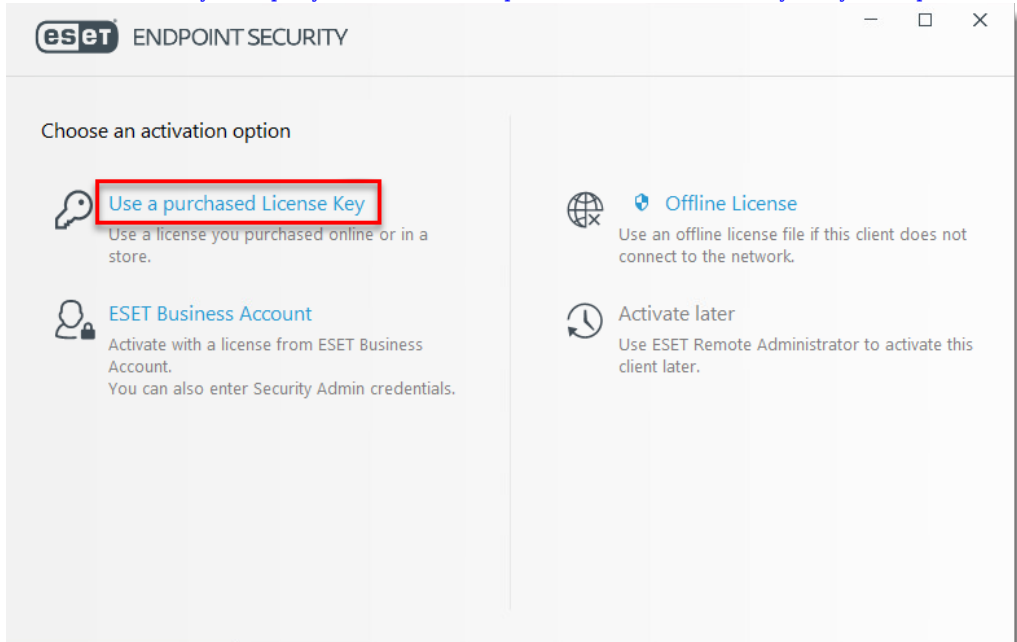 eset ENDPOINT SECURITY
Choose an activation option
Use a purchased License Key
Use a license you purchased online or in a
store.
ESET Business Account
Activate with a license from ESET Business
Account.
You can also enter Security Admin credentials.
Offline License
Use an offline license file if this client does not
connect to the network.
Activate later
Use ESET Remote Administrator to activate this
client later.